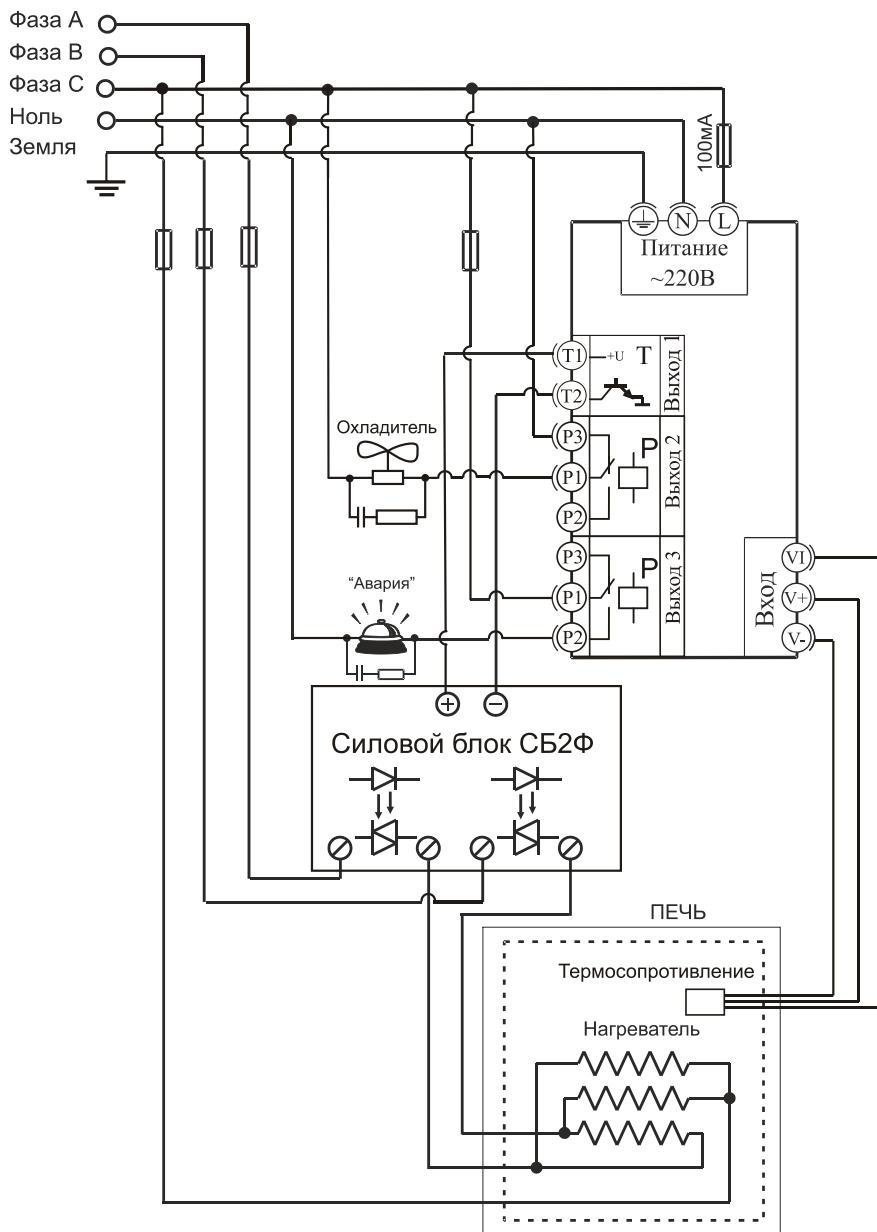 Фаза A
Фаза B
Фаза C
Ноль
Земля
100мА
N
L
Питание
~220В
T1
+U
T
T2
Выход 1
P3
P1
P2
P
Выход 2
P3
P1
P2
P
Выход 3
Охладитель
"Авария"
Вход
VI
V+
V-
+
−
Силовой блок СБ2Ф
ПЕЧЬ
Термосопротивление
Нагреватель